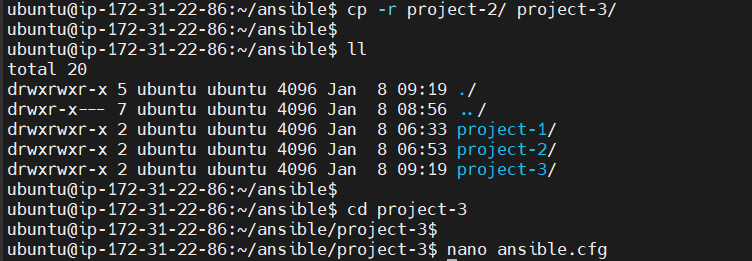 ubuntu@ip-172-31-22-86:~/ansible$ cp -r project-2/ project-3/
ubuntu@ip-172-31-22-86:~/ansible$
ubuntu@ip-172-31-22-86:~/ansible$ ll
total 20
drwxrwxr-x 5 ubuntu ubuntu 4096 Jan  8 09:19 ./
drwxr-x--- 7 ubuntu ubuntu 4096 Jan  8 08:56 ../
drwxrwxr-x 2 ubuntu ubuntu 4096 Jan  8 06:33 project-1/
drwxrwxr-x 2 ubuntu ubuntu 4096 Jan  8 06:53 project-2/
drwxrwxr-x 2 ubuntu ubuntu 4096 Jan  8 09:19 project-3/
ubuntu@ip-172-31-22-86:~/ansible$
ubuntu@ip-172-31-22-86:~/ansible$ cd project-3
ubuntu@ip-172-31-22-86:~/ansible/project-3$
ubuntu@ip-172-31-22-86:~/ansible/project-3$ nano ansible.cfg